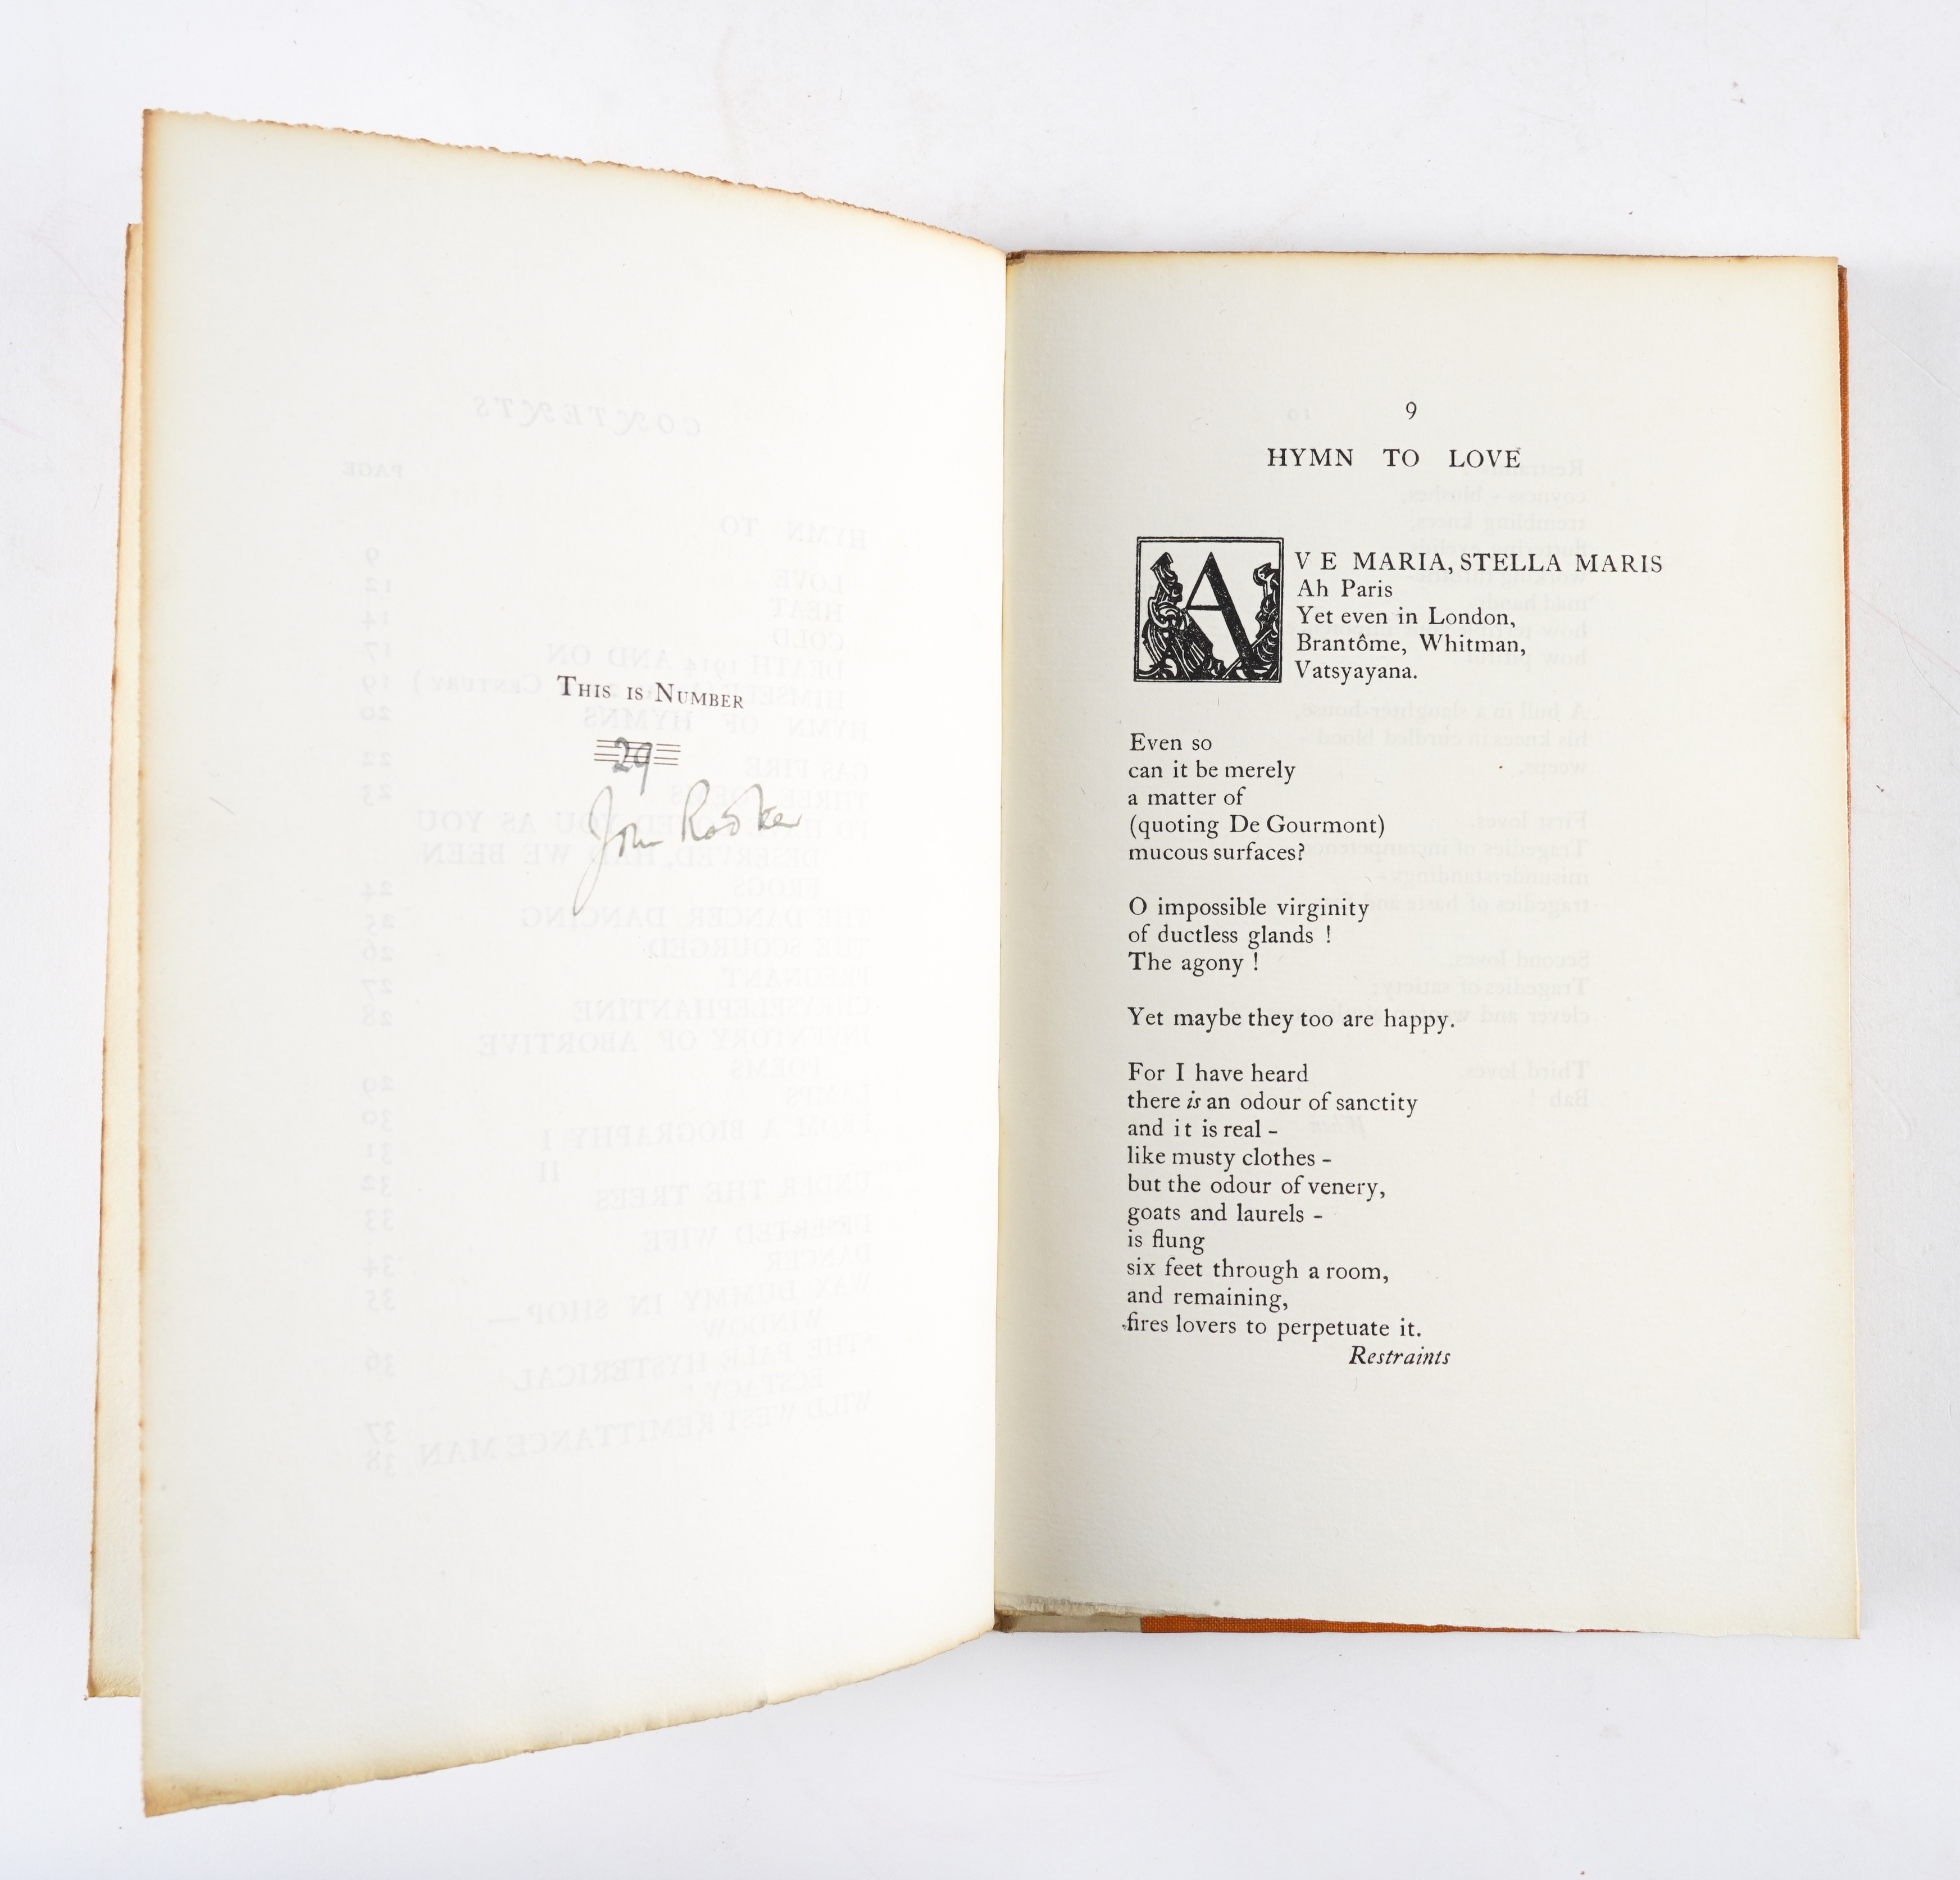 THIS IS NUMBER
29
John Rodker
9
HYMN TO LOVE
AVE MARIA, STELLA MARIS
Ah Paris
Yet even in London,
Brantôme, Whitman,
Vatsyayana.
Even so
can it be merely
a matter of
(quoting De Gourmont)
mucous surfaces?
O impossible virginity
of ductless glands !
The agony !
Yet maybe they too are happy.
For I have heard
there is an odour of sanctity
and it is real -
like musty clothes -
but the odour of venery,
goats and laurels -
is flung
six feet through a room,
and remaining,
fires lovers to perpetuate it.
Restraints